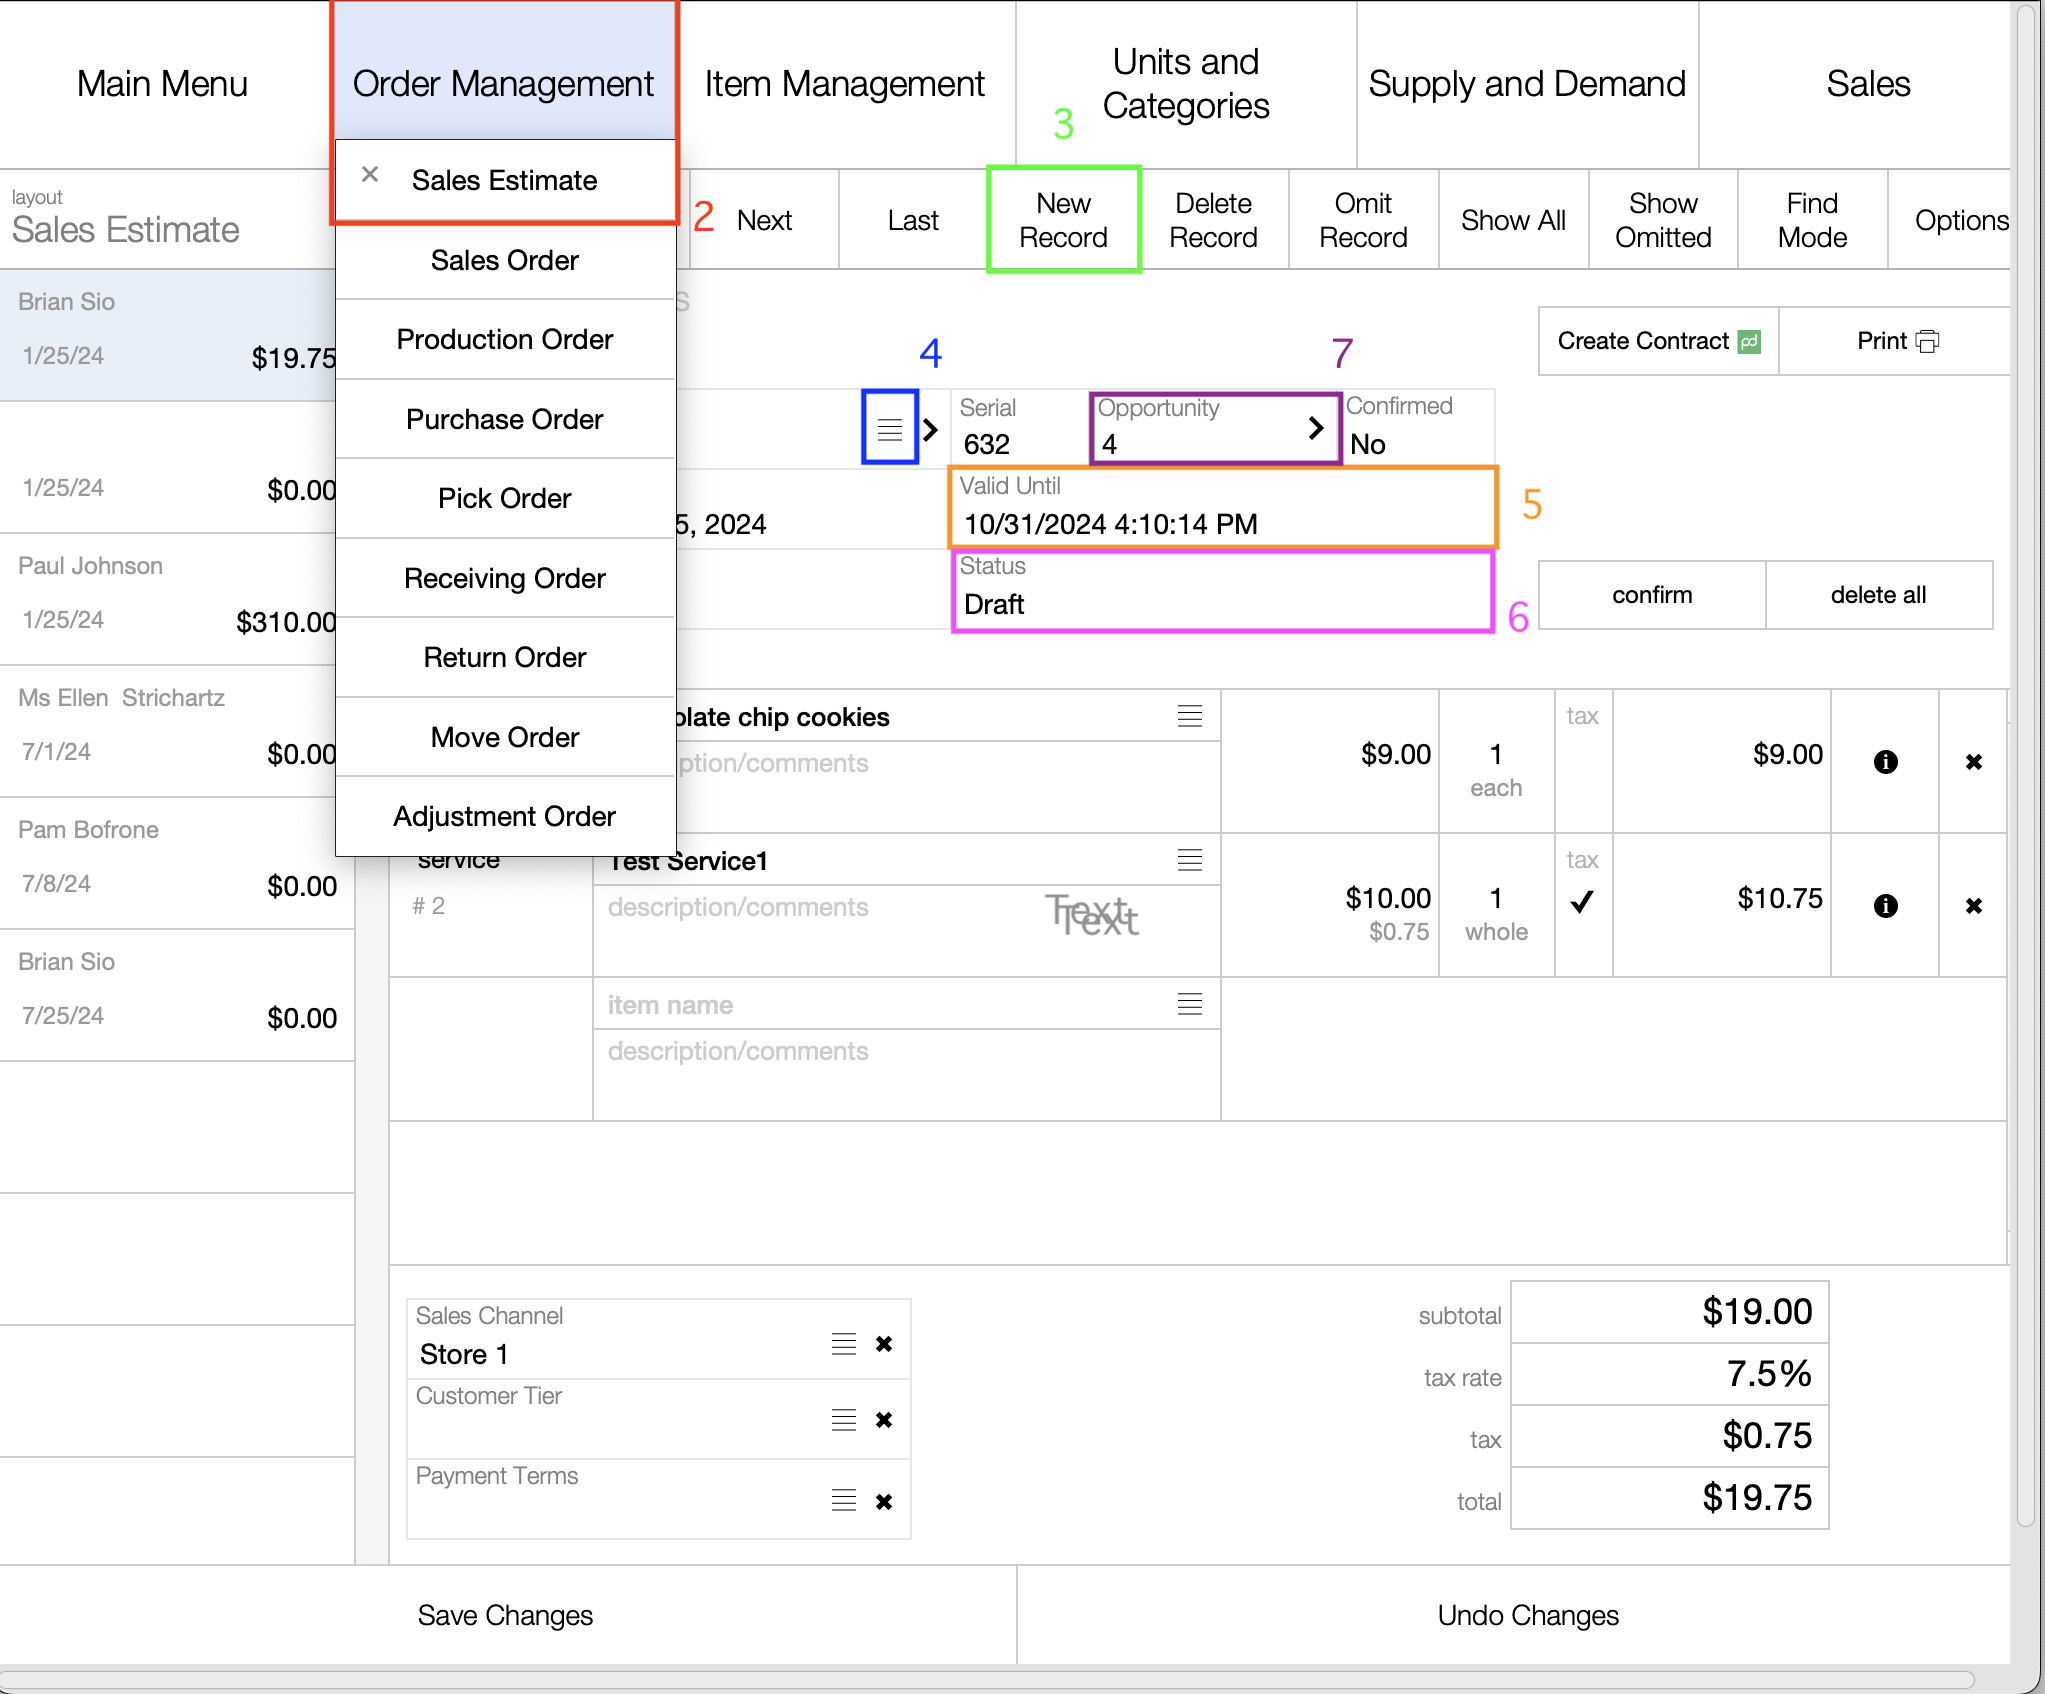 Main Menu
Order Management
Item Management
Units and
Categories
Supply and Demand
Sales
3
layout
Sales Estimate
× Sales Estimate
2
Next
Last
New
Record
Delete
Record
Omit
Record
Show All
Show
Omitted
Find
Mode
Options
Sales Order
Production Order
Purchase Order
Pick Order
Receiving Order
Return Order
Move Order
Adjustment Order
Brian Sio
1/25/24
$19.75
1/25/24
$0.00
Paul Johnson
1/25/24
$310.00
Ms Ellen Strichartz
7/1/24
$0.00
Pam Bofrone
7/8/24
$0.00
Brian Sio
7/25/24
$0.00
S
Create Contract pd
Print
4
7
Serial
632
Opportunity
4
Confirmed
No
5, 2024
Valid Until
10/31/2024 4:10:14 PM
5
Status
Draft
6
confirm
delete all
olate chip cookies
ption/comments
$9.00
1
each
tax
$9.00
service
# 2
Test Service1
description/comments
Text
Text
$10.00
$0.75
1
whole
tax
$10.75
item name
description/comments
Sales Channel
Store 1
Customer Tier
Payment Terms
subtotal
$19.00
tax rate
7.5%
tax
$0.75
total
$19.75
Save Changes
Undo Changes